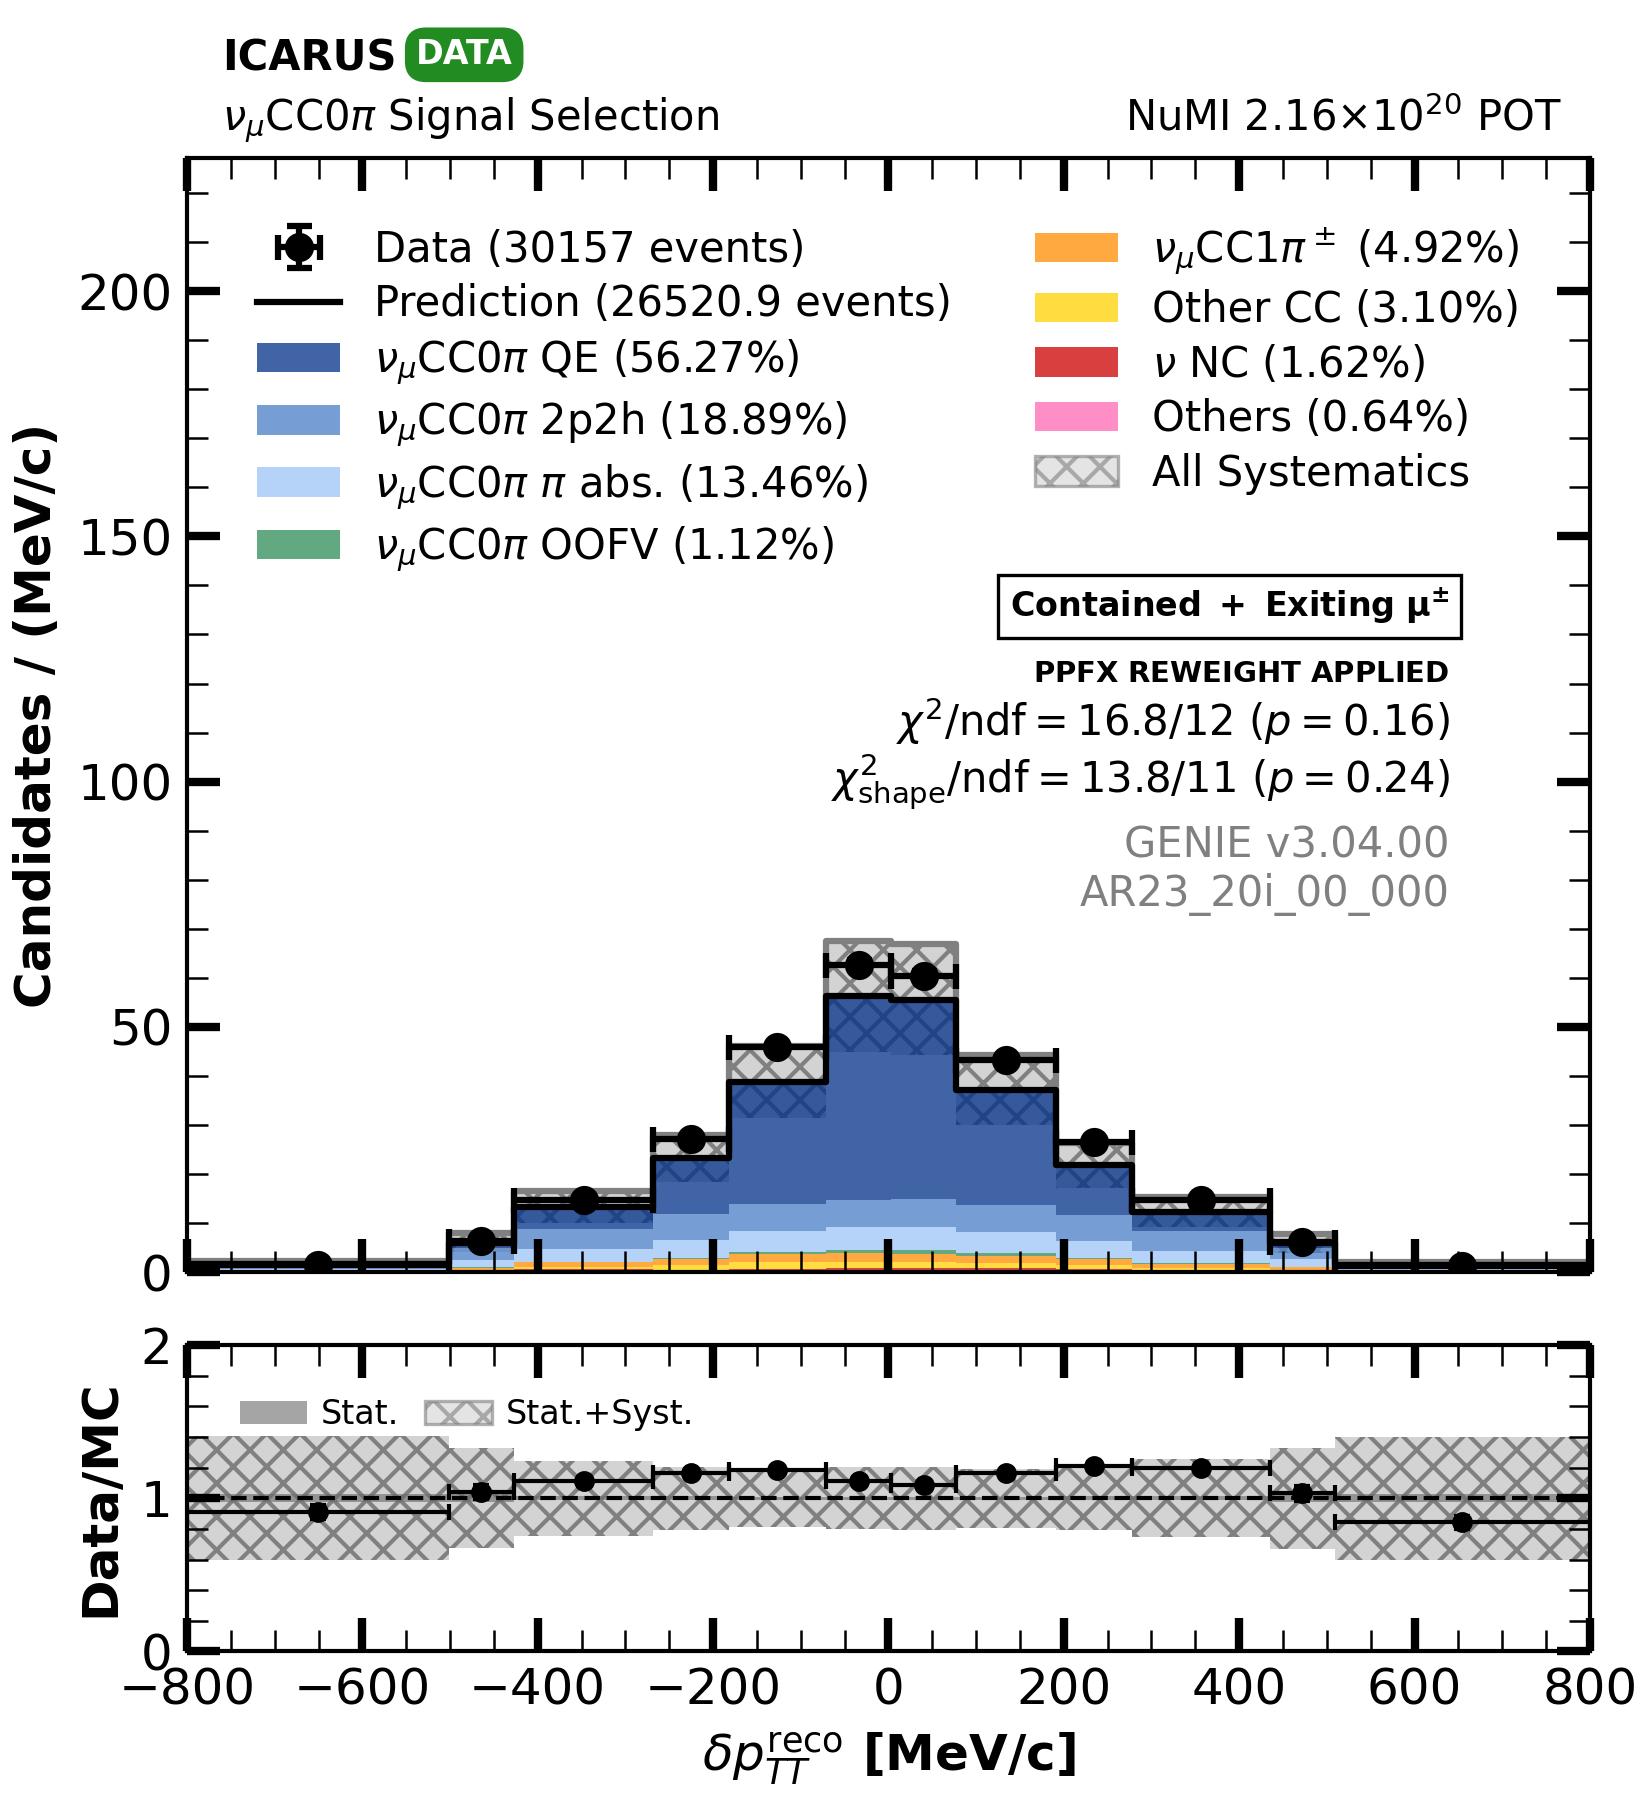 ICARUS DATA
νμCC0π Signal Selection
NuMI 2.16×10²⁰ POT
Data (30157 events)
Prediction (26520.9 events)
νμCC0π QE (56.27%)
νμCC0π 2p2h (18.89%)
νμCC0π π abs. (13.46%)
νμCC0π OOFV (1.12%)
νμCC1π± (4.92%)
Other CC (3.10%)
ν NC (1.62%)
Others (0.64%)
All Systematics
Contained + Exiting μ±
PPFX REWEIGHT APPLIED
χ²/ndf = 16.8/12 (p = 0.16)
χ²shape/ndf = 13.8/11 (p = 0.24)
GENIE v3.04.00
AR23_20i_00_000
Candidates / (MeV/c)
200
150
100
50
0
Stat. Stat.+Syst.
Data/MC
2
1
0
−800 −600 −400 −200 0 200 400 600 800
δp reco TT [MeV/c]